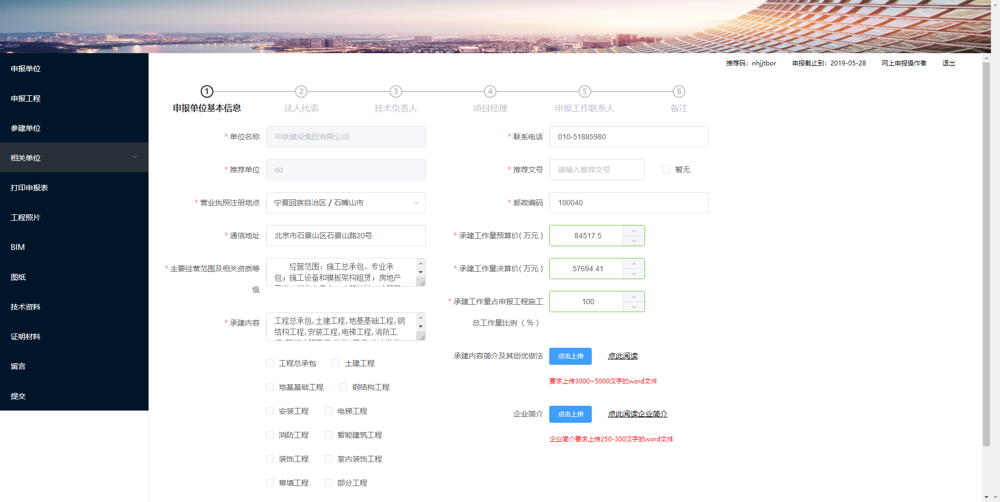 推荐码：nhjjtbor 申报截止到：2019-05-28 网上申报操作者 退出
申报单位
申报工程
参建单位
相关单位
打印申报表
工程照片
BIM
图纸
技术资料
证明材料
留言
提交
1 2 3 4 5 6
申报单位基本信息 法人代表 技术负责人 项目经理 申报工作联系人 备注
* 单位名称 中铁建设集团有限公司
* 联系电话 010-51885980
* 推荐单位 dd
* 推荐文号 请输入推荐文号 暂无
* 营业执照注册地点 宁夏回族自治区 / 石嘴山市
* 邮政编码 100040
* 通信地址 北京市石景山区石景山路20号
* 承建工作量预算价( 万元 ) 84517.5
* 主要经营范围及相关资质等
级
经营范围：施工总承包、专业承
包；施工设备和模板架构租赁；房地产
* 承建工作量决算价( 万元 ) 57694.41
* 承建工作量占申报工程施工
总工作量比例 （ % ） 100
* 承建内容 工程总承包,土建工程,地基基础工程,钢
结构工程,安装工程,电梯工程,消防工
工程总承包 土建工程
地基基础工程 钢结构工程
安装工程 电梯工程
消防工程 智能建筑工程
装饰工程 室内装饰工程
幕墙工程 部分工程
承建内容简介及其创优做法 点击上传 点此阅读
要求上传3000~5000汉字的word文件
企业简介 点击上传 点此阅读企业简介
企业简介要求上传250-300汉字的word文件